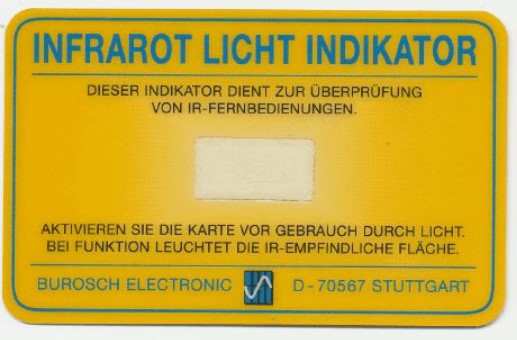 INFRAROT LICHT INDIKATOR
DIESER INDIKATOR DIENT ZUR ÜBERPRÜFUNG
VON IR-FERNBEDIENUNGEN.
AKTIVIEREN SIE DIE KARTE VOR GEBRAUCH DURCH LICHT.
BEI FUNKTION LEUCHTET DIE IR-EMPFINDLICHE FLÄCHE.
BUROSCH ELECTRONIC D - 70567 STUTTGART